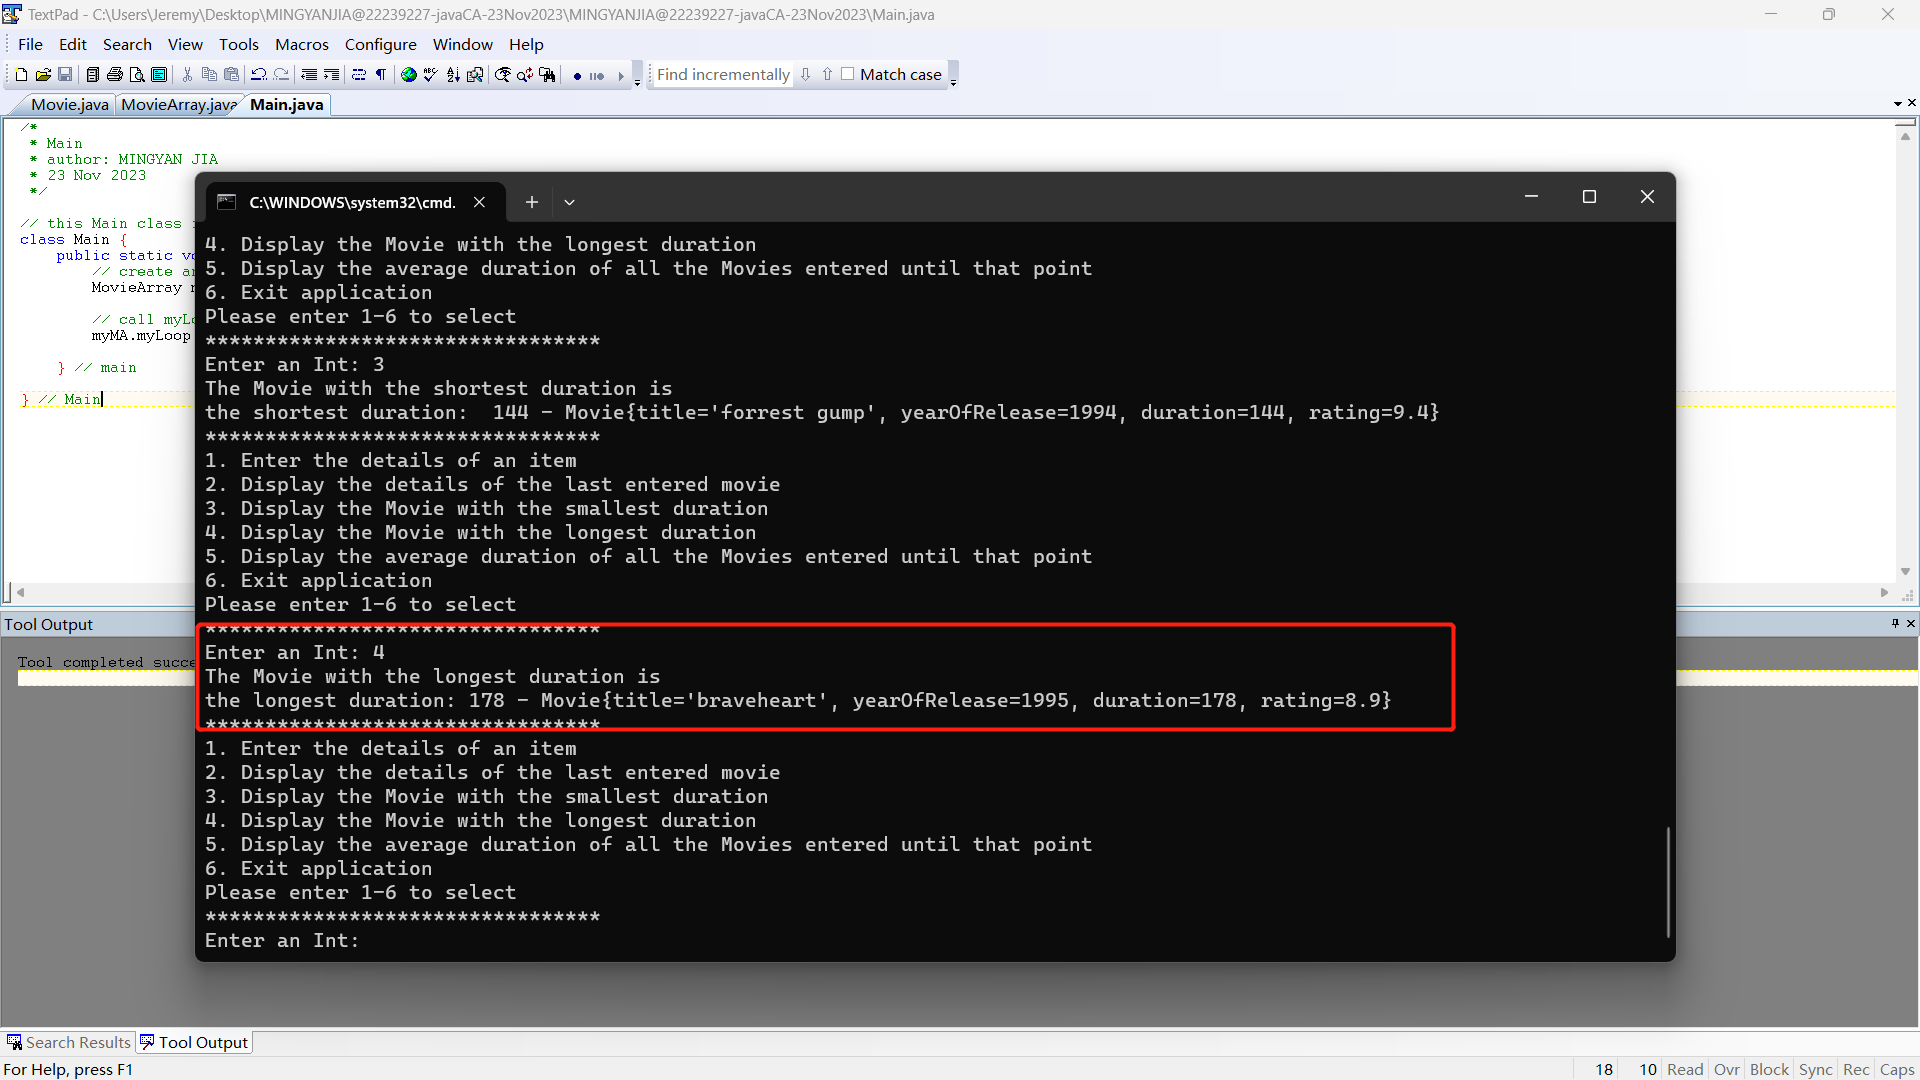 TextPad - C:\Users\Jeremy\Desktop\MINGYANJIA@22239227-javaCA-23Nov2023\MINGYANJIA@22239227-javaCA-23Nov2023\Main.java
File Edit Search View Tools Macros Configure Window Help
Find incrementally Match case
Movie.java MovieArray.java Main.java
/*
* Main
* author: MINGYAN JIA
* 23 Nov 2023
*/
// this Main class
class Main {
public static
// create
MovieArray
// call
myMA.myLoop
} // main
} // Main
C:\WINDOWS\system32\cmd.
4. Display the Movie with the longest duration
5. Display the average duration of all the Movies entered until that point
6. Exit application
Please enter 1-6 to select
*********************************
Enter an Int: 3
The Movie with the shortest duration is
the shortest duration:  144 - Movie{title='forrest gump', yearOfRelease=1994, duration=144, rating=9.4}
*********************************
1. Enter the details of an item
2. Display the details of the last entered movie
3. Display the Movie with the smallest duration
4. Display the Movie with the longest duration
5. Display the average duration of all the Movies entered until that point
6. Exit application
Please enter 1-6 to select
*********************************
Enter an Int: 4
The Movie with the longest duration is
the longest duration: 178 - Movie{title='braveheart', yearOfRelease=1995, duration=178, rating=8.9}
*********************************
1. Enter the details of an item
2. Display the details of the last entered movie
3. Display the Movie with the smallest duration
4. Display the Movie with the longest duration
5. Display the average duration of all the Movies entered until that point
6. Exit application
Please enter 1-6 to select
*********************************
Enter an Int:
Tool Output
Tool completed
Search Results Tool Output
For Help, press F1
18 10 Read Ovr Block Sync Rec Caps